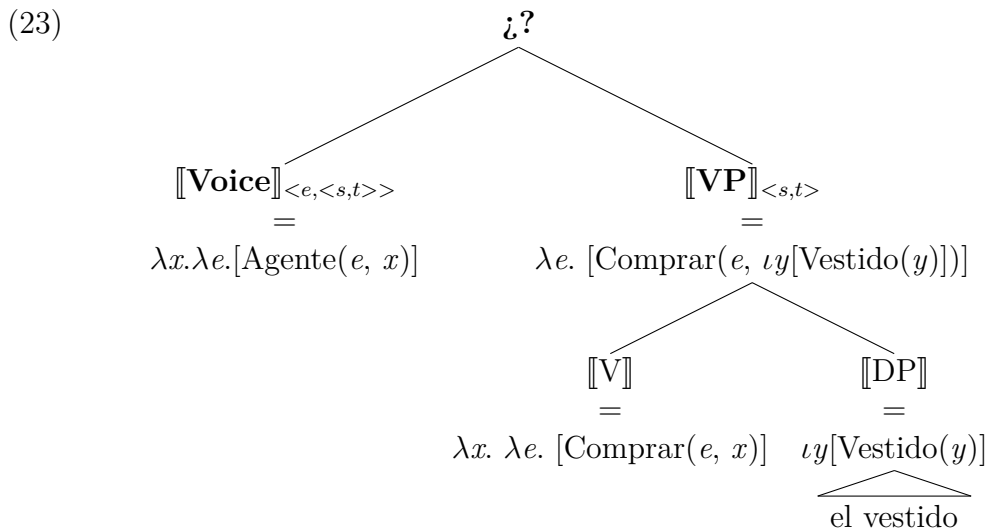 (23)
¿?
⟦Voice⟧<e,<s,t>> ⟦VP⟧<s,t>
= =
λx.λe.[Agente(e, x)] λe. [Comprar(e, ιy[Vestido(y)])]
⟦V⟧ ⟦DP⟧
= =
λx. λe. [Comprar(e, x)] ιy[Vestido(y)]
el vestido